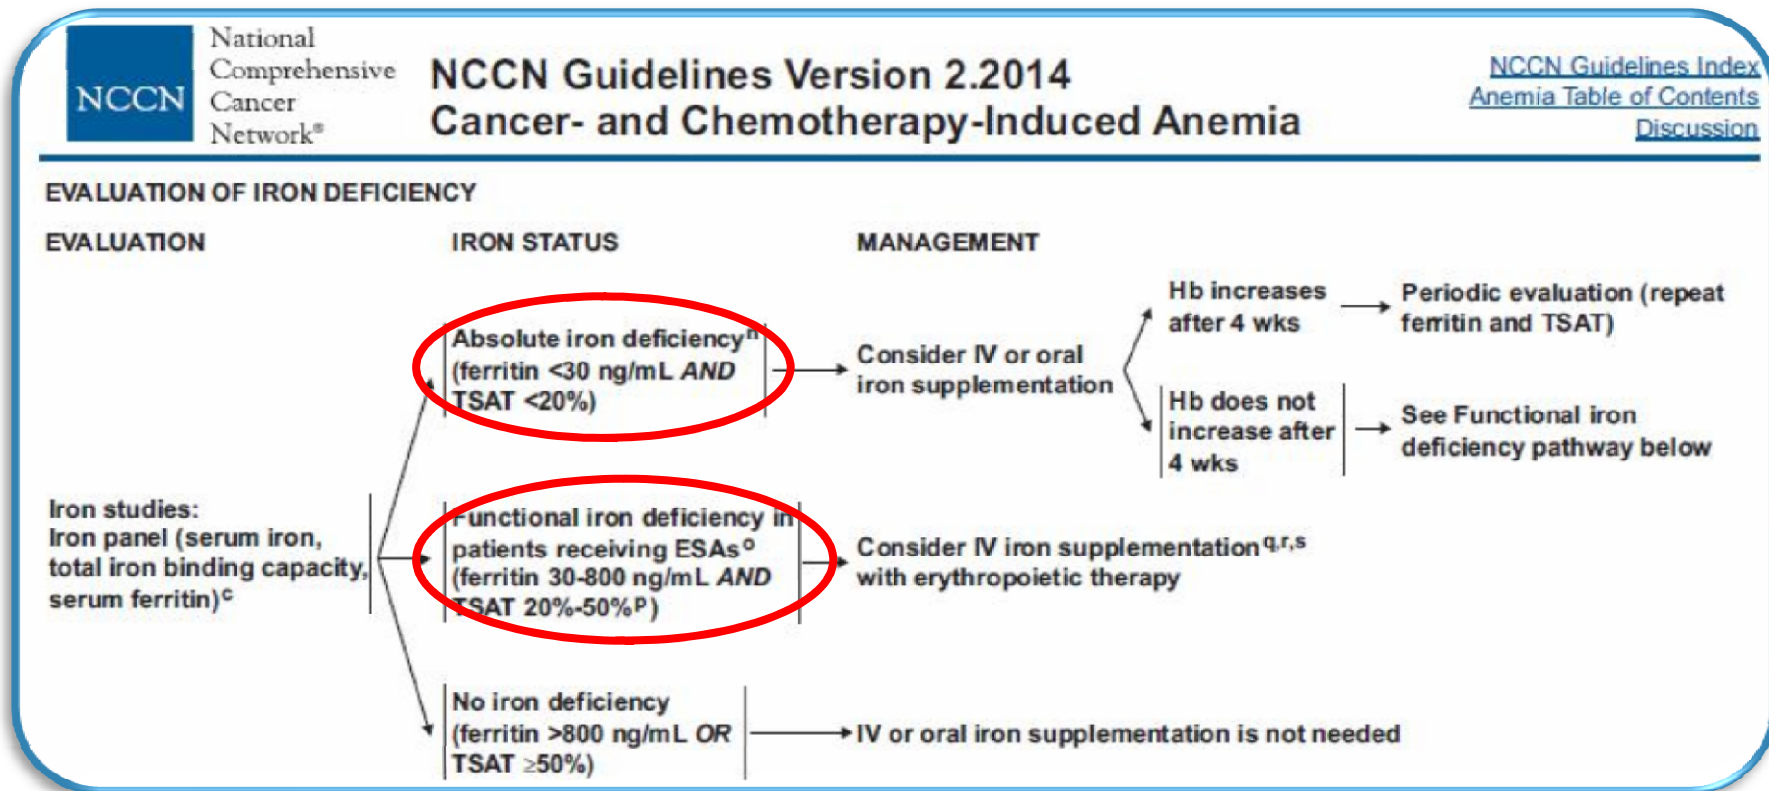 NCCN
National
Comprehensive
Cancer
Network®
NCCN Guidelines Version 2.2014
Cancer- and Chemotherapy-Induced Anemia
NCCN Guidelines Index
Anemia Table of Contents
Discussion
EVALUATION OF IRON DEFICIENCY
EVALUATION
IRON STATUS
MANAGEMENT
Iron studies:
Iron panel (serum iron,
total iron binding capacity,
serum ferritin)c
Absolute iron deficiencyn
(ferritin <30 ng/mL AND
TSAT <20%)
Consider IV or oral
iron supplementation
Hb increases
after 4 wks
Periodic evaluation (repeat
ferritin and TSAT)
Hb does not
increase after
4 wks
See Functional iron
deficiency pathway below
Functional iron deficiency in
patients receiving ESAso
(ferritin 30-800 ng/mL AND
TSAT 20%-50%p)
Consider IV iron supplementationq,r,s
with erythropoietic therapy
No iron deficiency
(ferritin >800 ng/mL OR
TSAT ≥50%)
IV or oral iron supplementation is not needed